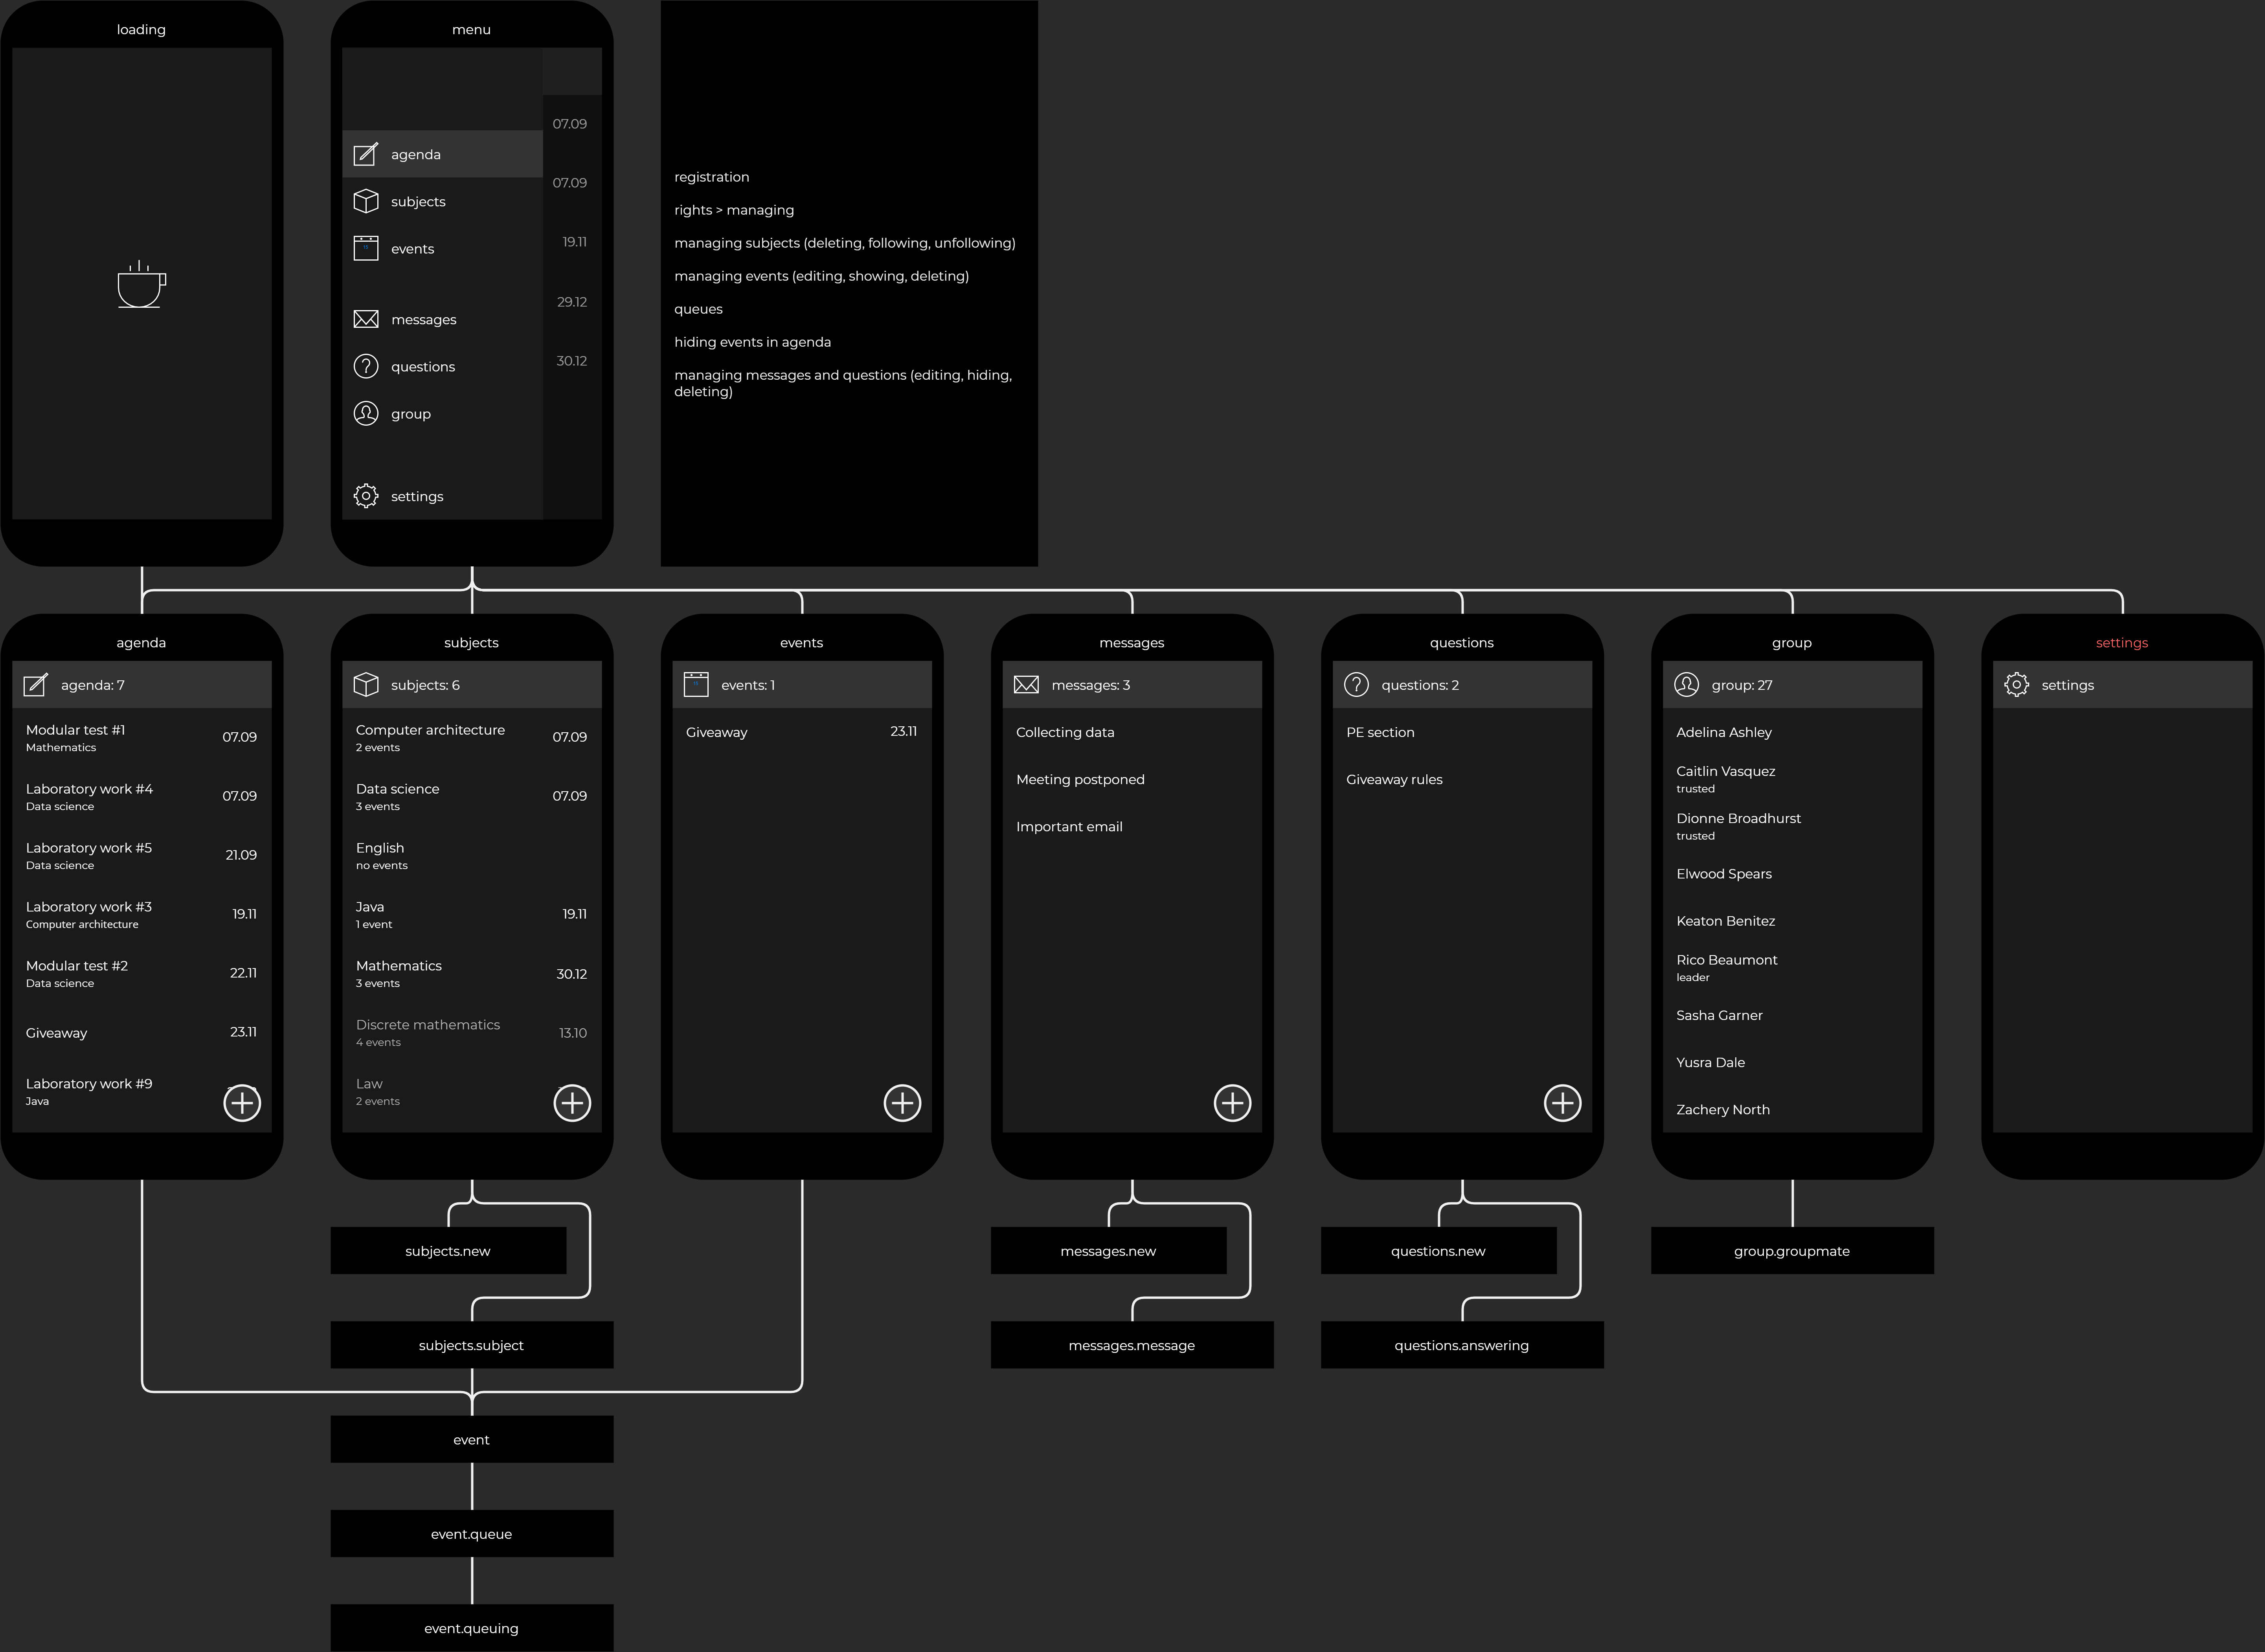 loading
menu
07.09
agenda
07.09
subjects
19.11
events
29.12
messages
30.12
questions
group
settings
registration
rights > managing
managing subjects (deleting, following, unfollowing)
managing events (editing, showing, deleting)
queues
hiding events in agenda
managing messages and questions (editing, hiding,
deleting)
agenda
agenda: 7
Modular test #1
Mathematics
07.09
Laboratory work #4
Data science
07.09
Laboratory work #5
Data science
21.09
Laboratory work #3
Computer architecture
19.11
Modular test #2
Data science
22.11
Giveaway
23.11
Laboratory work #9
Java
subjects
subjects: 6
Computer architecture
2 events
07.09
Data science
3 events
07.09
English
no events
Java
1 event
19.11
Mathematics
3 events
30.12
Discrete mathematics
4 events
13.10
Law
2 events
events
events: 1
Giveaway
23.11
messages
messages: 3
Collecting data
Meeting postponed
Important email
questions
questions: 2
PE section
Giveaway rules
group
group: 27
Adelina Ashley
Caitlin Vasquez
trusted
Dionne Broadhurst
trusted
Elwood Spears
Keaton Benitez
Rico Beaumont
leader
Sasha Garner
Yusra Dale
Zachery North
settings
settings
subjects.new
messages.new
questions.new
group.groupmate
subjects.subject
messages.message
questions.answering
event
event.queue
event.queuing